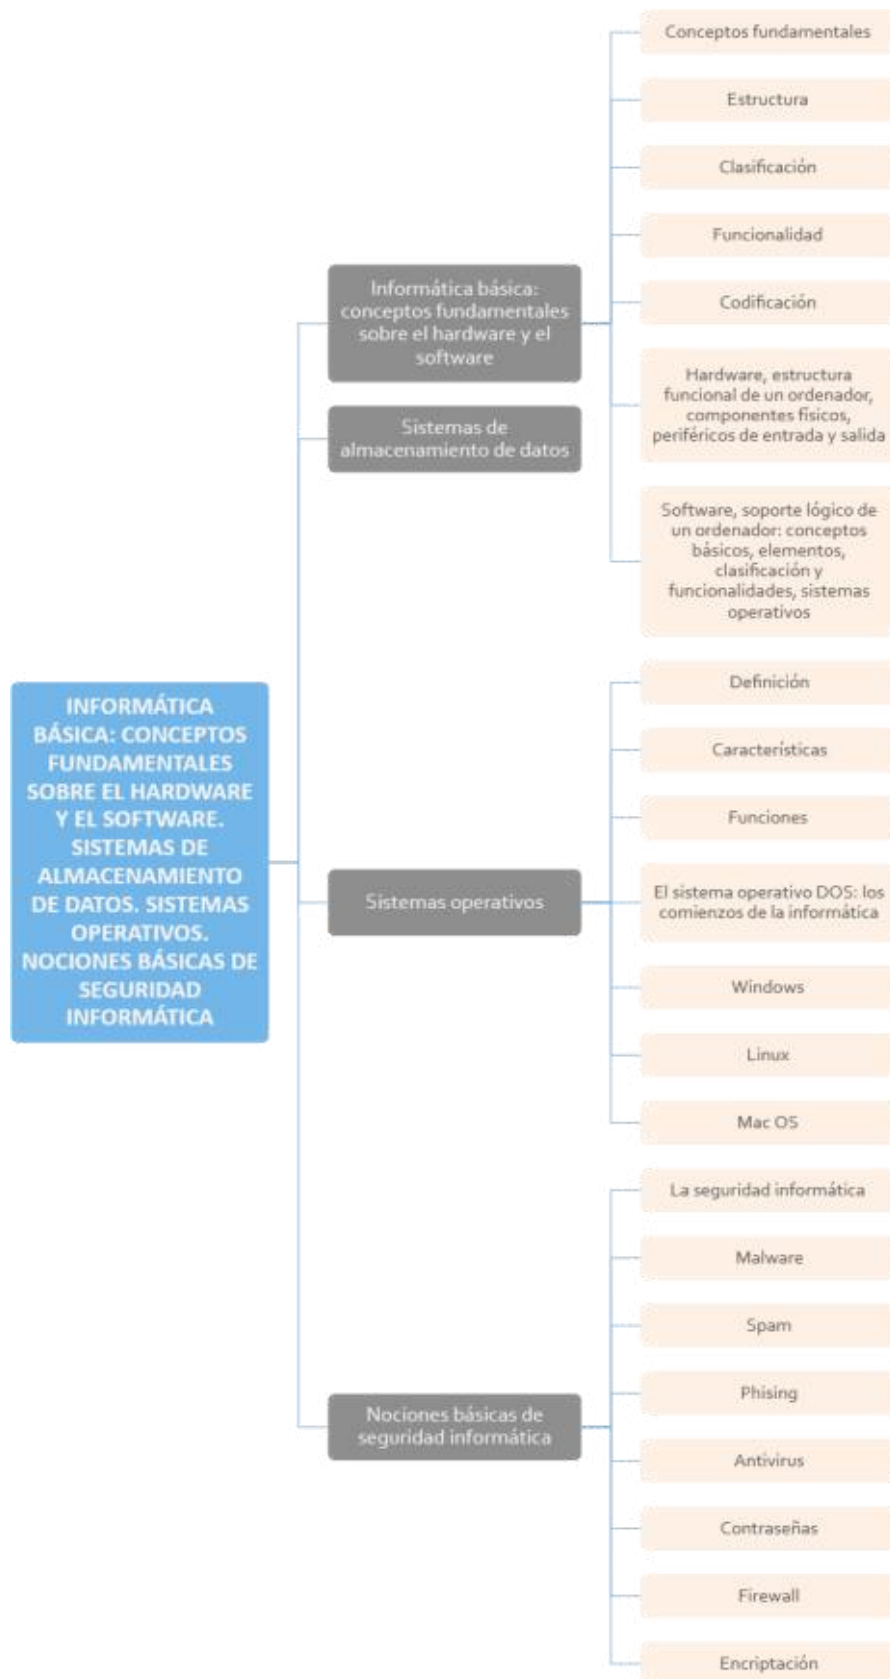 INFORMÁTICA
BÁSICA: CONCEPTOS
FUNDAMENTALES
SOBRE EL HARDWARE
Y EL SOFTWARE.
SISTEMAS DE
ALMACENAMIENTO
DE DATOS. SISTEMAS
OPERATIVOS.
NOCIONES BÁSICAS DE
SEGURIDAD
INFORMÁTICA
Informática básica:
conceptos fundamentales
sobre el hardware y el
software
Conceptos fundamentales
Estructura
Clasificación
Funcionalidad
Codificación
Hardware, estructura
funcional de un ordenador,
componentes físicos,
periféricos de entrada y salida
Software, soporte lógico de
un ordenador: conceptos
básicos, elementos,
clasificación y
funcionalidades, sistemas
operativos
Sistemas de
almacenamiento de datos
Sistemas operativos
Definición
Características
Funciones
El sistema operativo DOS: los
comienzos de la informática
Windows
Linux
Mac OS
Nociones básicas de
seguridad informática
La seguridad informática
Malware
Spam
Phising
Antivirus
Contraseñas
Firewall
Encriptación